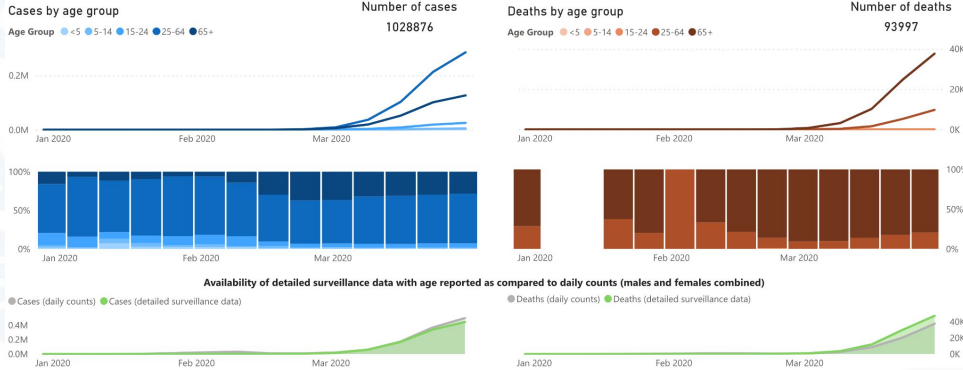 Cases by age group
Number of cases
1028876
Age Group <5 5-14 15-24 25-64 65+
0.2M
0.0M
Jan 2020 Feb 2020 Mar 2020
100%
50%
0%
Jan 2020 Feb 2020 Mar 2020
Deaths by age group
Number of deaths
93997
Age Group <5 5-14 15-24 25-64 65+
40K
20K
0K
Jan 2020 Feb 2020 Mar 2020
100%
50%
0%
Jan 2020 Feb 2020 Mar 2020
Availability of detailed surveillance data with age reported as compared to daily counts (males and females combined)
Cases (daily counts) Cases (detailed surveillance data)
0.4M
0.2M
0.0M
Jan 2020 Feb 2020 Mar 2020
Deaths (daily counts) Deaths (detailed surveillance data)
40K
20K
0K
Jan 2020 Feb 2020 Mar 2020